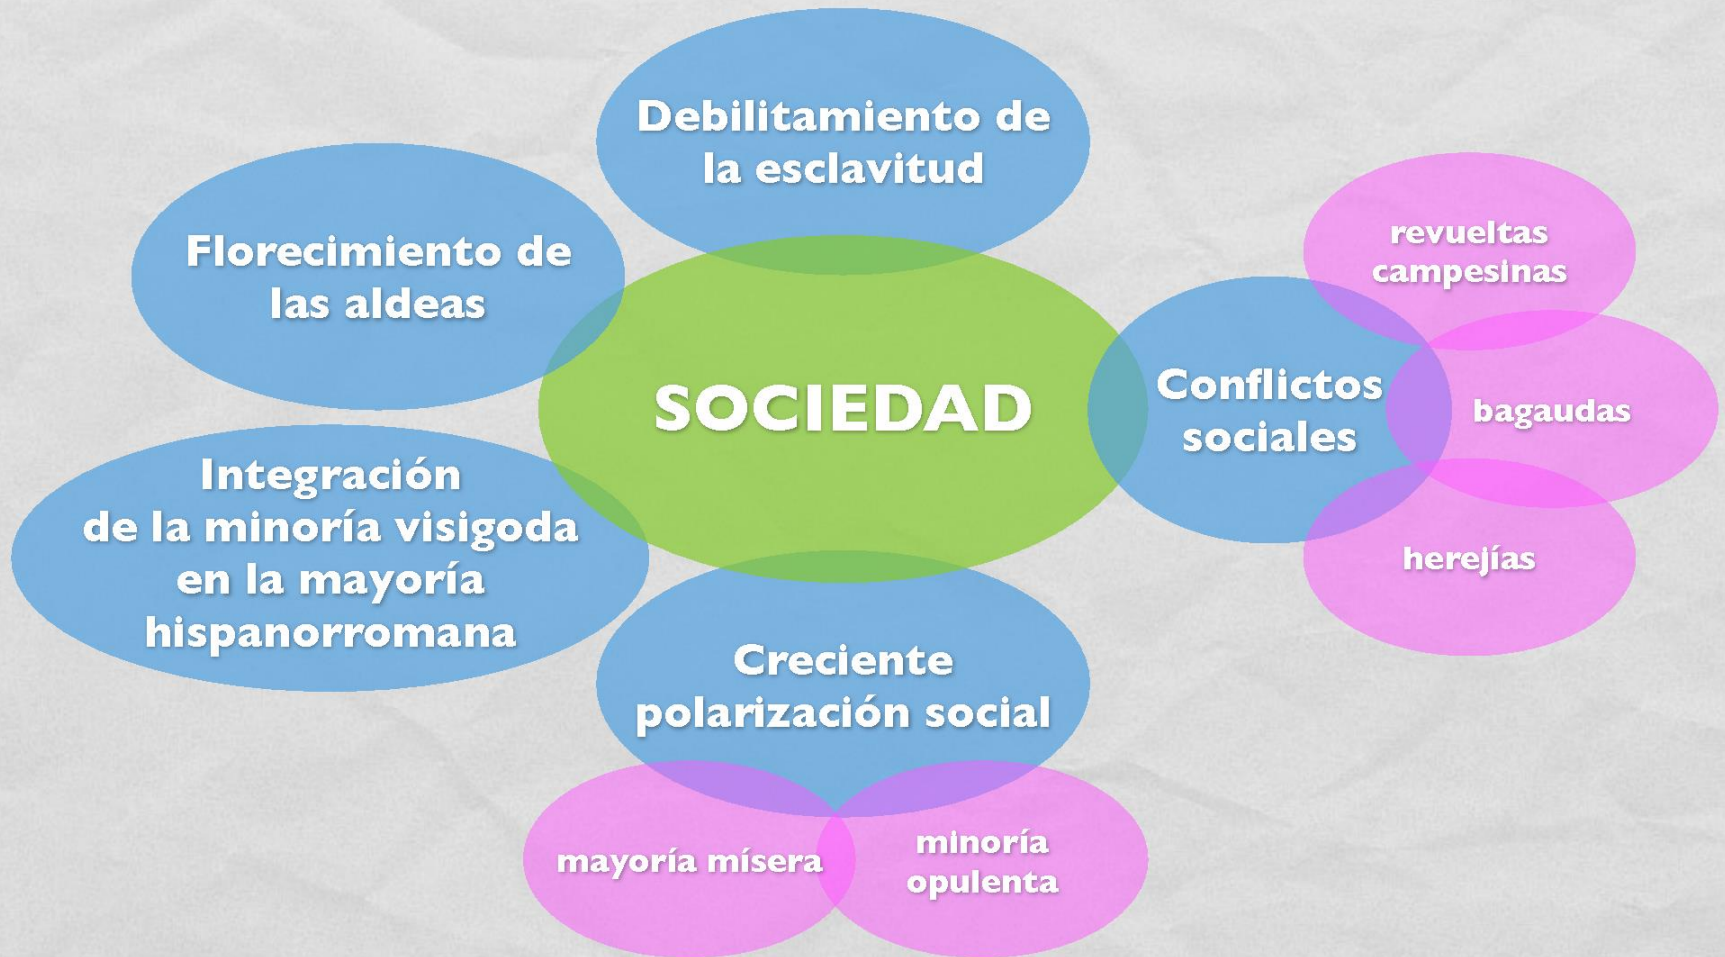 Debilitamiento de
la esclavitud
Florecimiento de
las aldeas
revueltas
campesinas
SOCIEDAD
Conflictos
sociales
bagaudas
herejías
Integración
de la minoría visigoda
en la mayoría
hispanorromana
Creciente
polarización social
mayoría mísera
minoría
opulenta